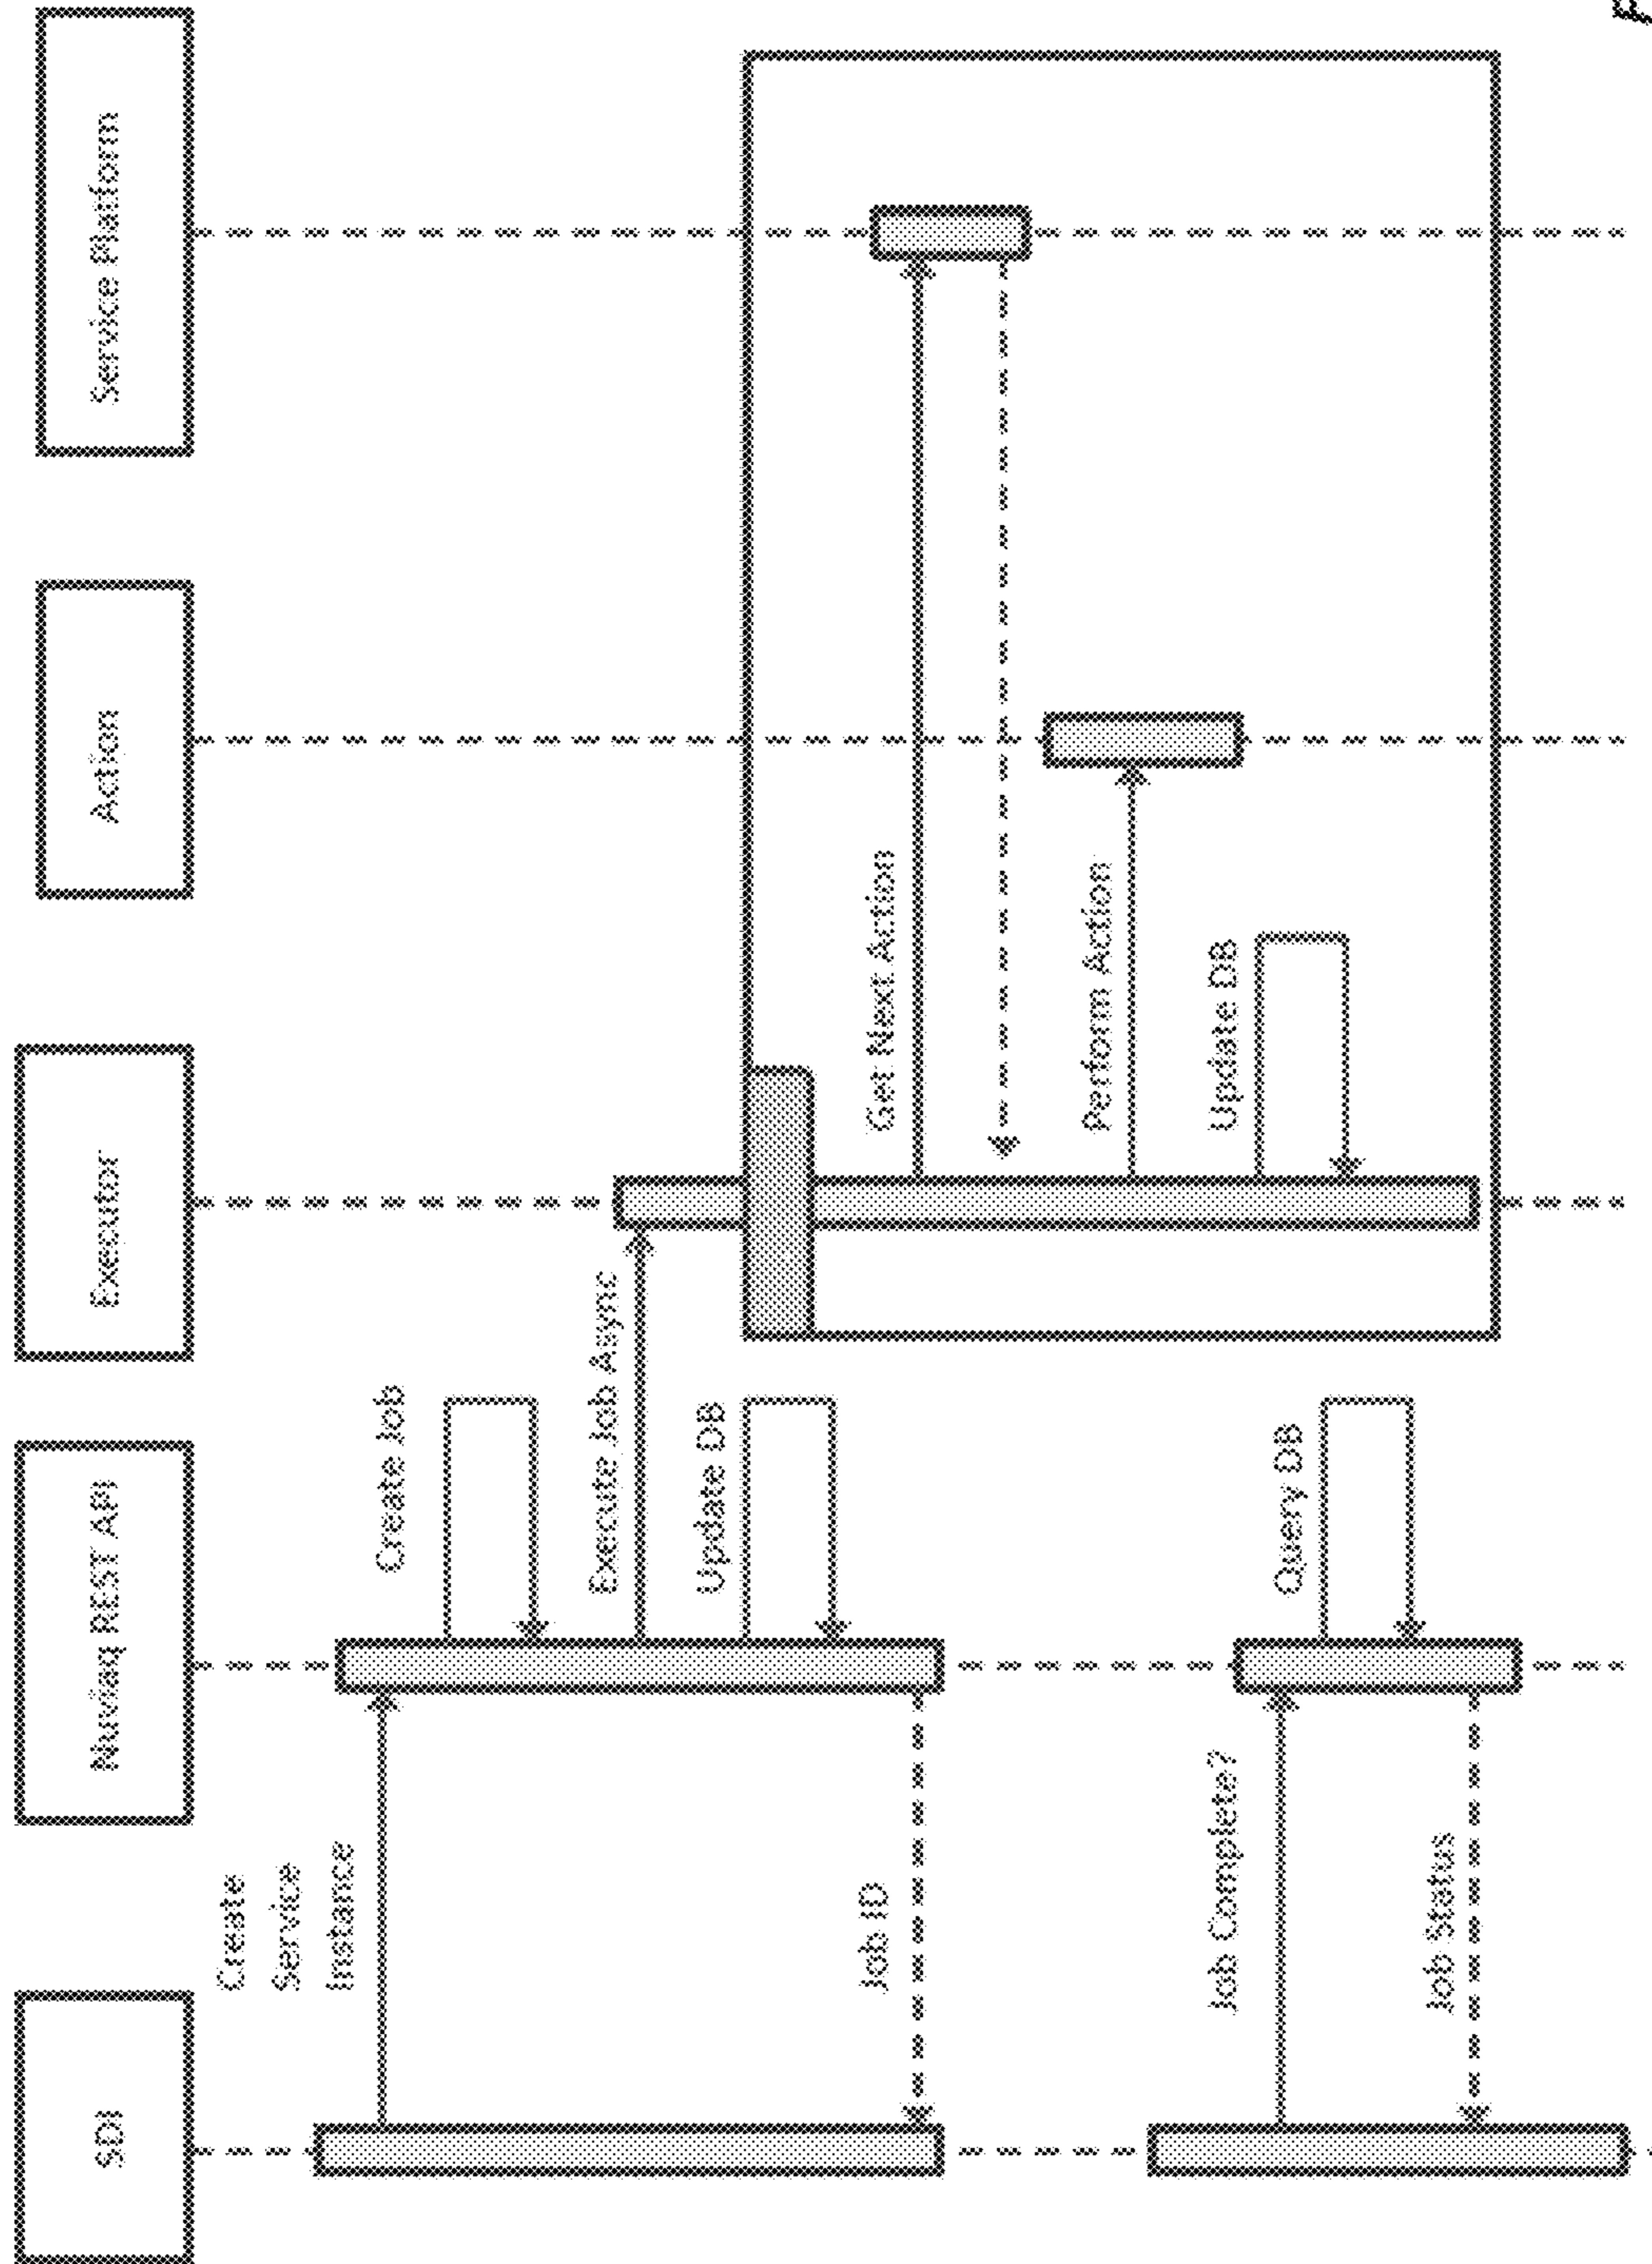 SDI
Nuviaq REST API
Executor
Action
Service Platform
Create
Service
Instance
Create Job
Execute Job Async
Update DB
Get Next Action
Job ID
Perform Action
Update DB
Job Complete?
Query DB
Job Status